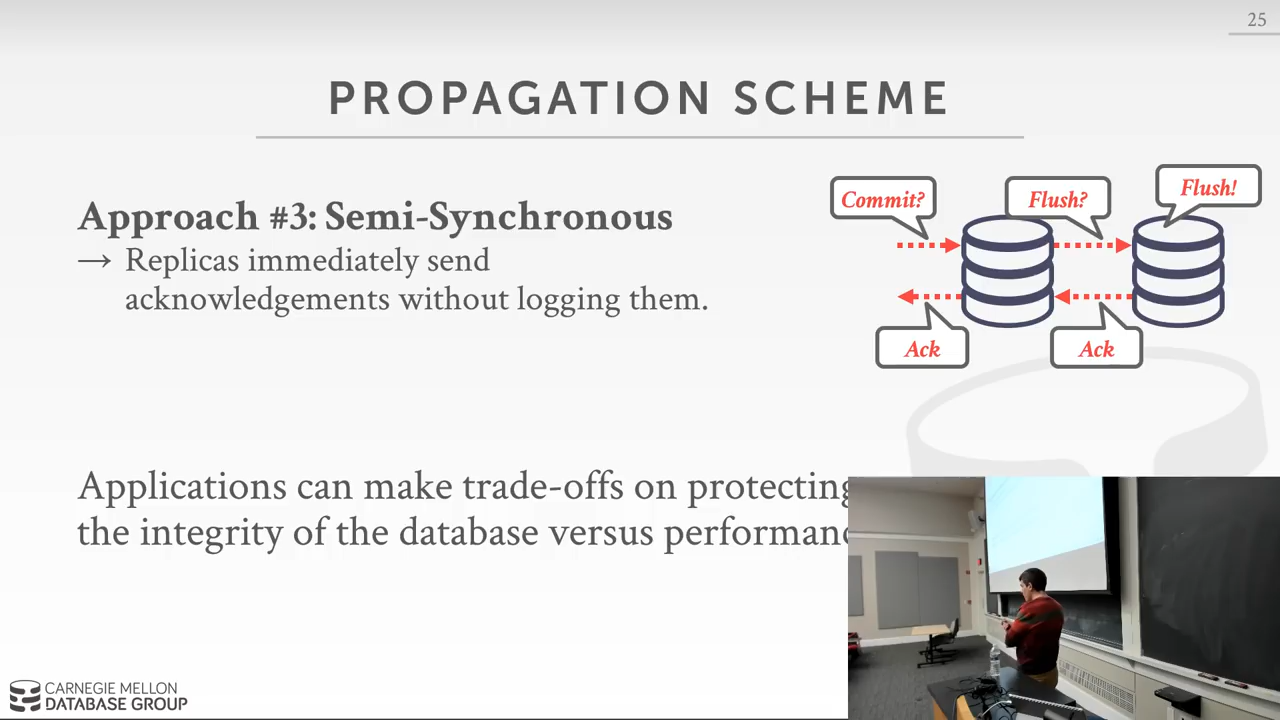 25
PROPAGATION SCHEME
Approach #3: Semi-Synchronous
→ Replicas immediately send
acknowledgements without logging them.
Commit?
Flush?
Flush!
Ack
Ack
Applications can make trade-offs on protecting
the integrity of the database versus
CARNEGIE MELLON
DATABASE GROUP